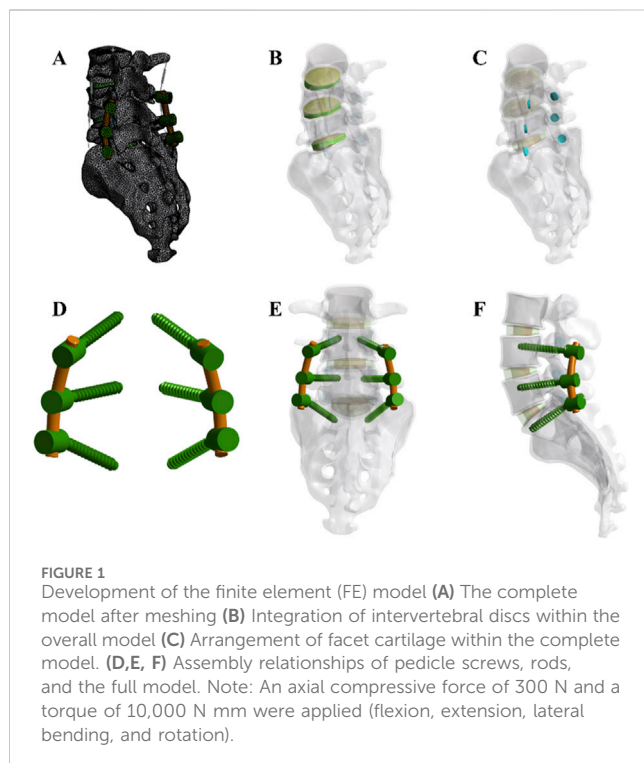 A
B
C
D
E
F
FIGURE 1
Development of the finite element (FE) model (A) The complete
model after meshing (B) Integration of intervertebral discs within the
overall model (C) Arrangement of facet cartilage within the complete
model. (D,E, F) Assembly relationships of pedicle screws, rods,
and the full model. Note: An axial compressive force of 300 N and a
torque of 10,000 N mm were applied (flexion, extension, lateral
bending, and rotation).